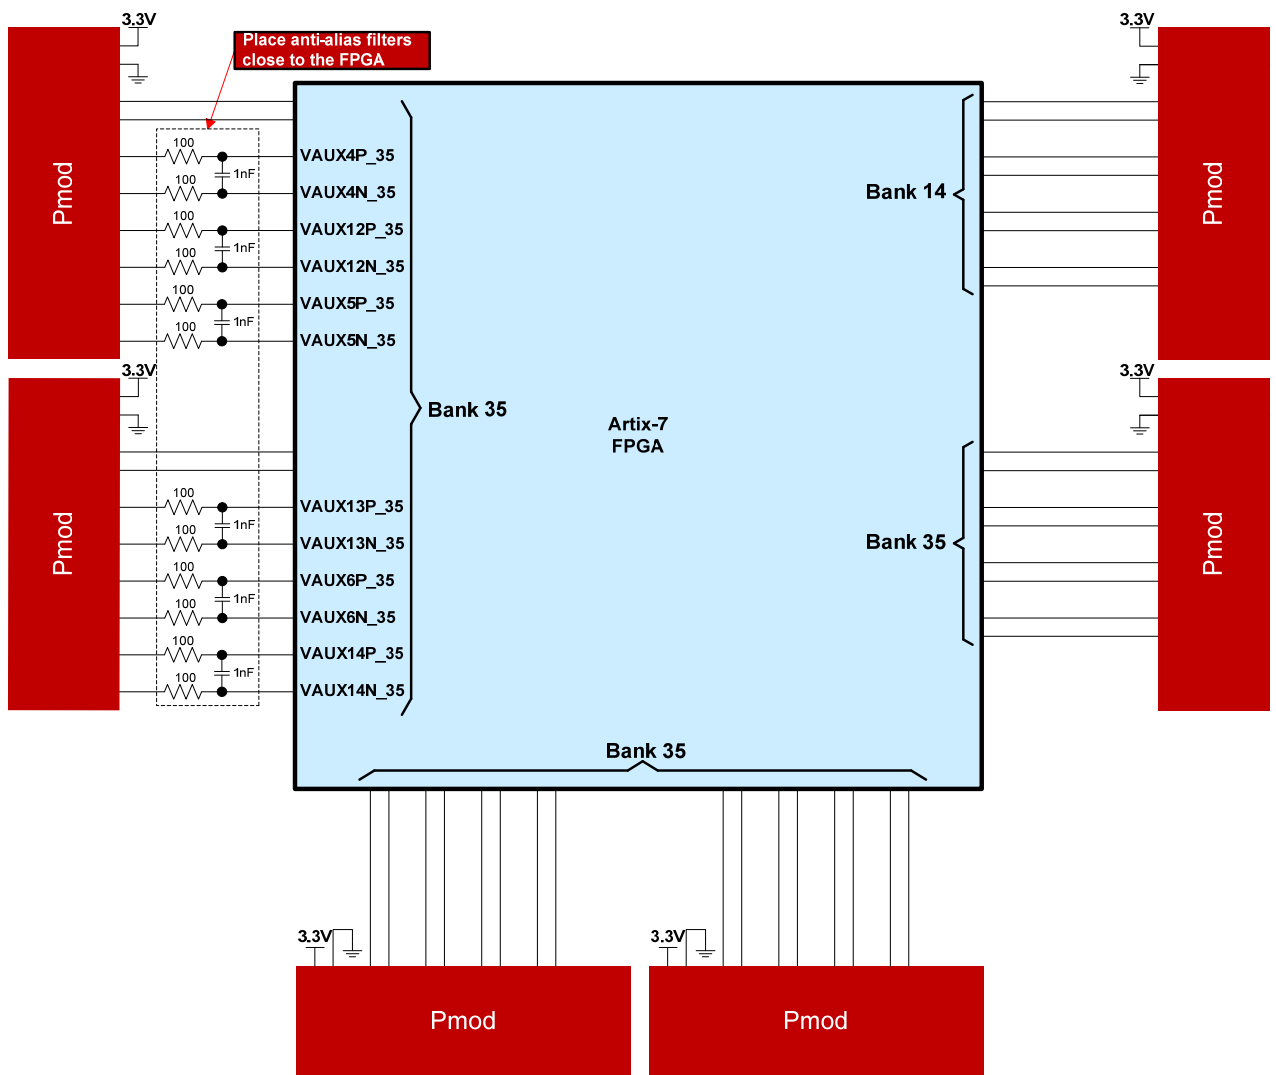 3.3V
Place anti-alias filters
close to the FPGA
3.3V
100
VAUX4P_35
1nF
100
VAUX4N_35
Pmod
Bank 14
Pmod
100
VAUX12P_35
1nF
100
VAUX12N_35
100
VAUX5P_35
1nF
100
VAUX5N_35
3.3V
3.3V
Bank 35
Artix-7
FPGA
100
VAUX13P_35
1nF
100
VAUX13N_35
Pmod
Bank 35
Pmod
100
VAUX6P_35
1nF
100
VAUX6N_35
100
VAUX14P_35
1nF
100
VAUX14N_35
Bank 35
3.3V
3.3V
Pmod
Pmod